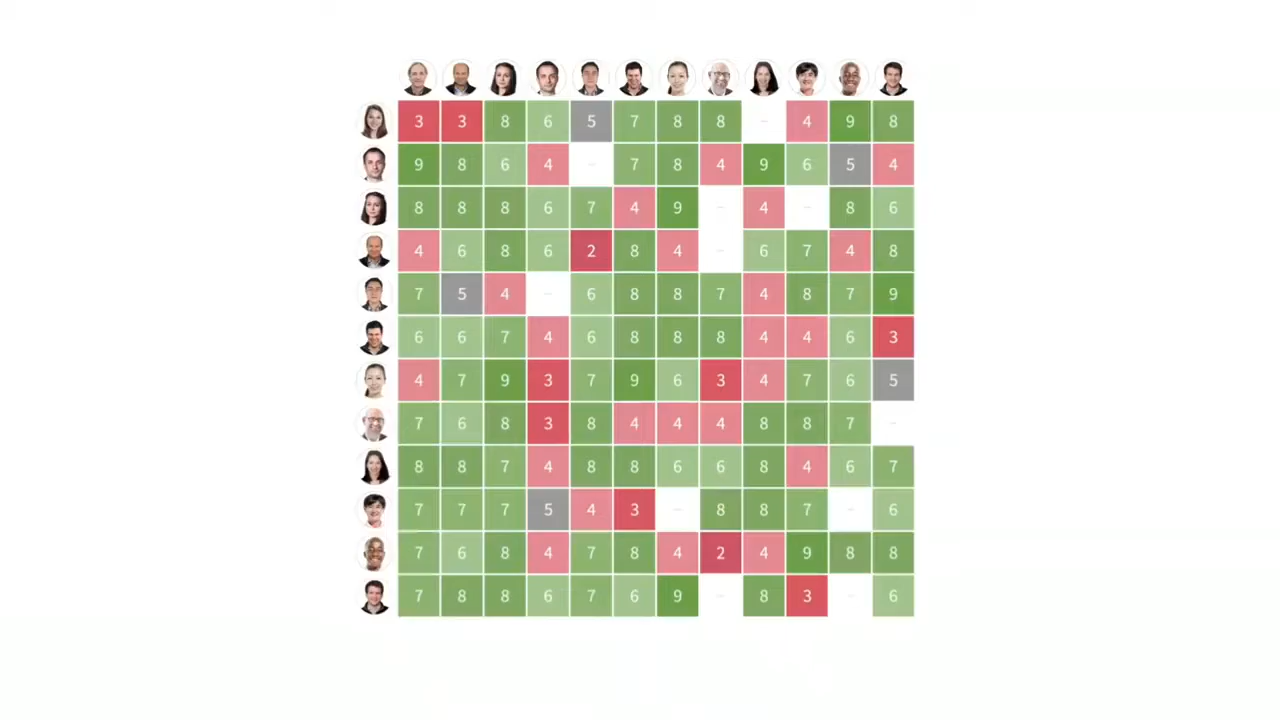 3 3 8 6 5 7 8 8 – 4 9 8
9 8 6 4 – 7 8 4 9 6 5 4
8 8 8 6 7 4 9 – 4 – 8 6
4 6 8 6 2 8 4 – 6 7 4 8
7 5 4 – 6 8 8 7 4 8 7 9
6 6 7 4 6 8 8 8 4 4 6 3
4 7 9 3 7 9 6 3 4 7 6 5
7 6 8 3 8 4 4 4 8 8 7 –
8 8 7 4 8 8 6 6 8 4 6 7
7 7 7 5 4 3 – 8 8 7 – 6
7 6 8 4 7 8 4 2 4 9 8 8
7 8 8 6 7 6 9 – 8 3 – 6